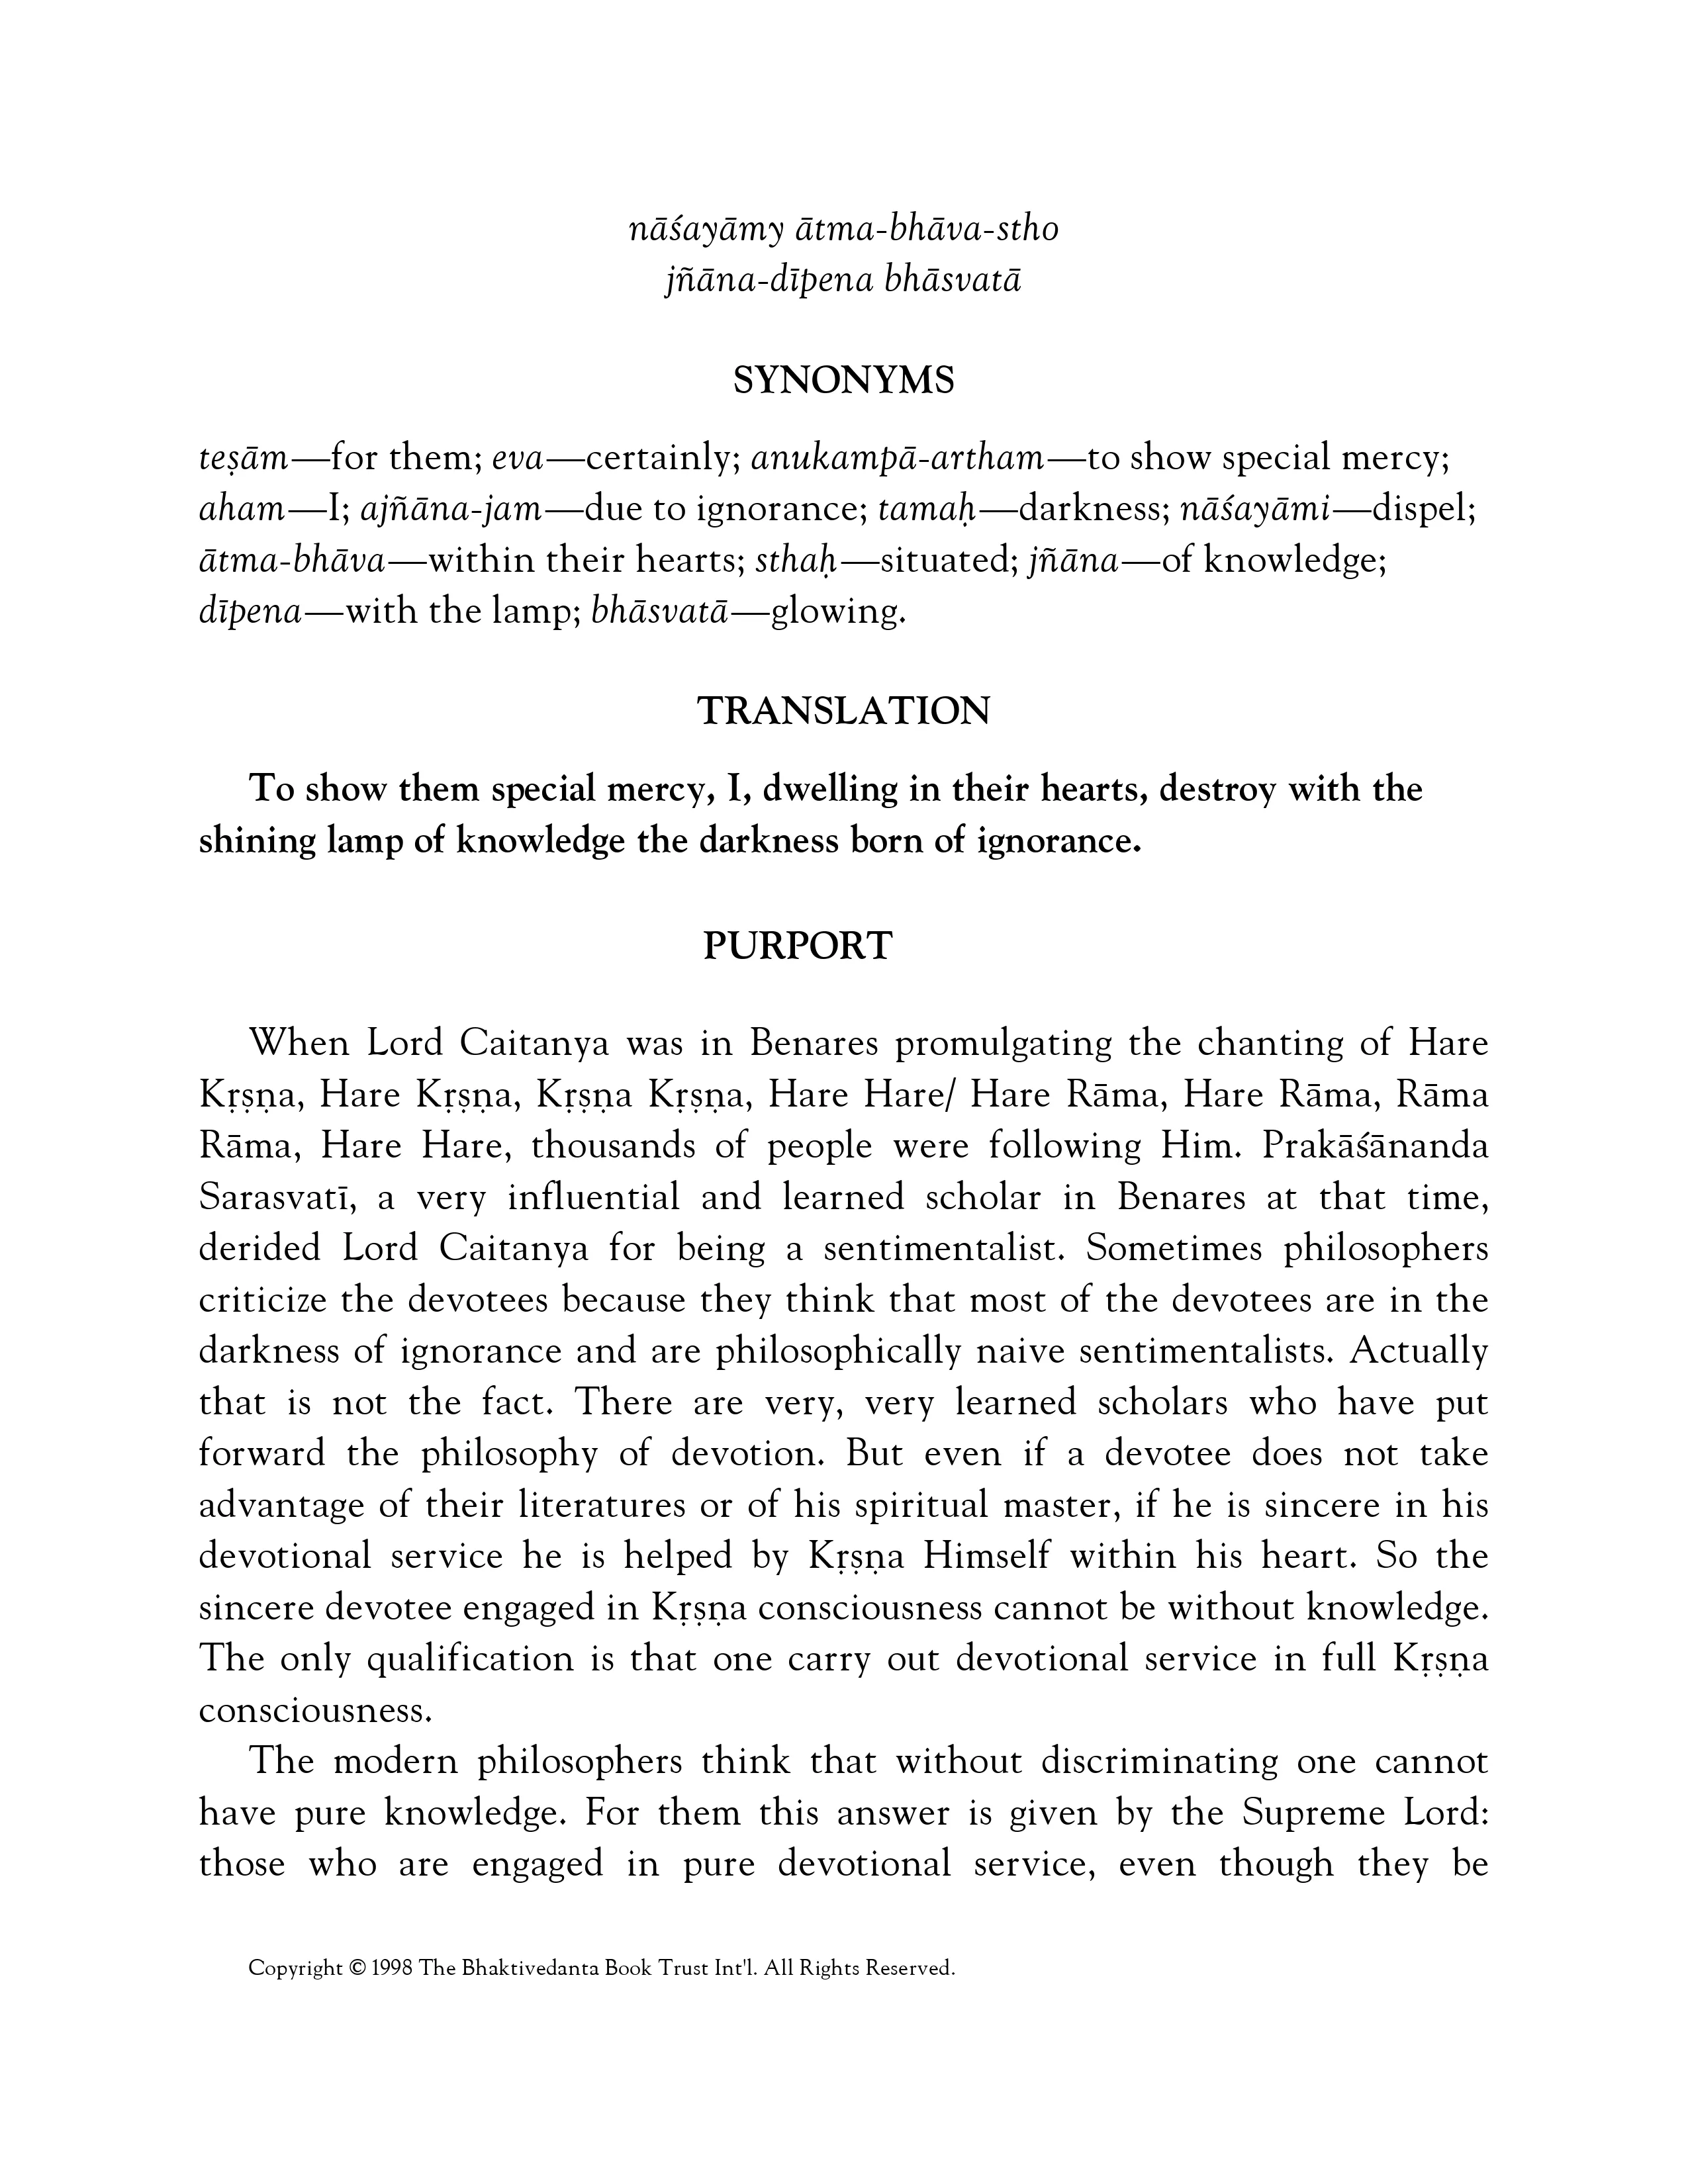 nāśayāmy ātma-bhāva-stho
jñāna-dīpena bhāsvatā
SYNONYMS
teṣām—for them; eva—certainly; anukampā-artham—to show special mercy;
aham—I; ajñāna-jam—due to ignorance; tamaḥ—darkness; nāśayāmi—dispel;
ātma-bhāva—within their hearts; sthaḥ—situated; jñāna—of knowledge;
dīpena—with the lamp; bhāsvatā—glowing.
TRANSLATION
To show them special mercy, I, dwelling in their hearts, destroy with the
shining lamp of knowledge the darkness born of ignorance.
PURPORT
When Lord Caitanya was in Benares promulgating the chanting of Hare
Kṛṣṇa, Hare Kṛṣṇa, Kṛṣṇa Kṛṣṇa, Hare Hare/ Hare Rāma, Hare Rāma, Rāma
Rāma, Hare Hare, thousands of people were following Him. Prakāśānanda
Sarasvatī, a very influential and learned scholar in Benares at that time,
derided Lord Caitanya for being a sentimentalist. Sometimes philosophers
criticize the devotees because they think that most of the devotees are in the
darkness of ignorance and are philosophically naive sentimentalists. Actually
that is not the fact. There are very, very learned scholars who have put
forward the philosophy of devotion. But even if a devotee does not take
advantage of their literatures or of his spiritual master, if he is sincere in his
devotional service he is helped by Kṛṣṇa Himself within his heart. So the
sincere devotee engaged in Kṛṣṇa consciousness cannot be without knowledge.
The only qualification is that one carry out devotional service in full Kṛṣṇa
consciousness.
The modern philosophers think that without discriminating one cannot
have pure knowledge. For them this answer is given by the Supreme Lord:
those who are engaged in pure devotional service, even though they be
Copyright © 1998 The Bhaktivedanta Book Trust Int'l. All Rights Reserved.